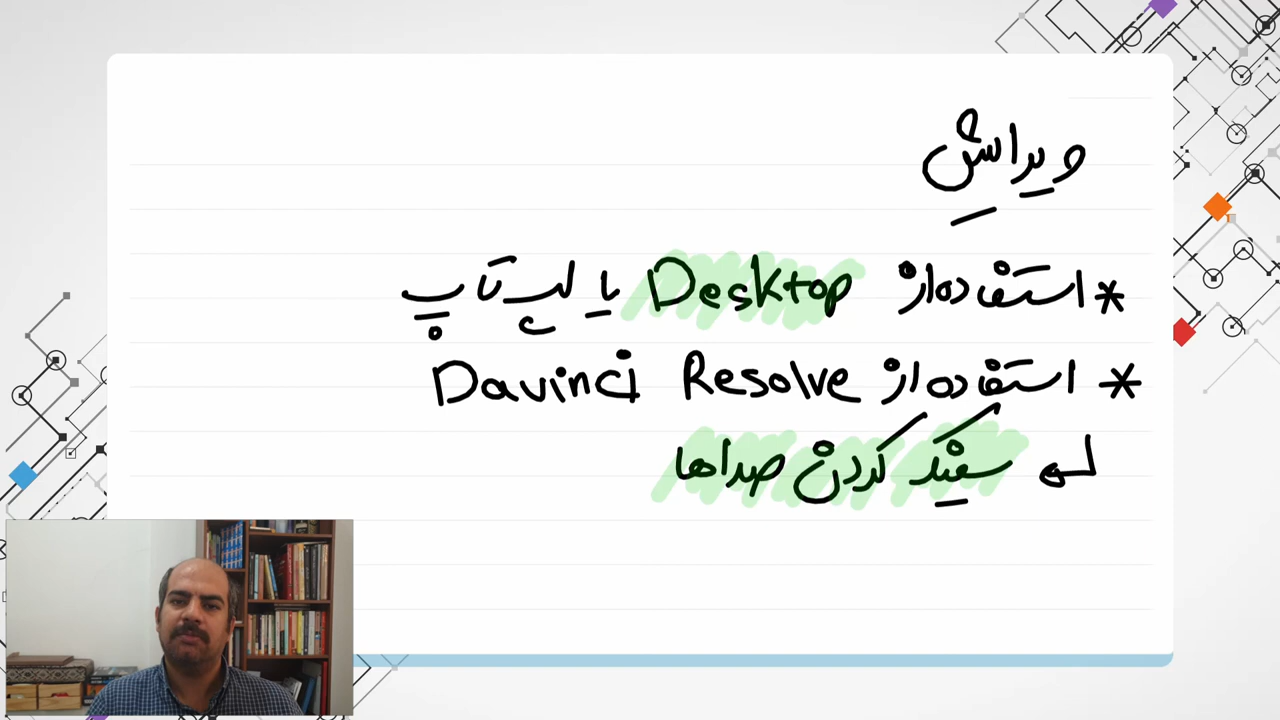 ویرایش
* استفاده از Desktop یا لپ تاپ
* استفاده از Davinci Resolve
سینک کردن صداها